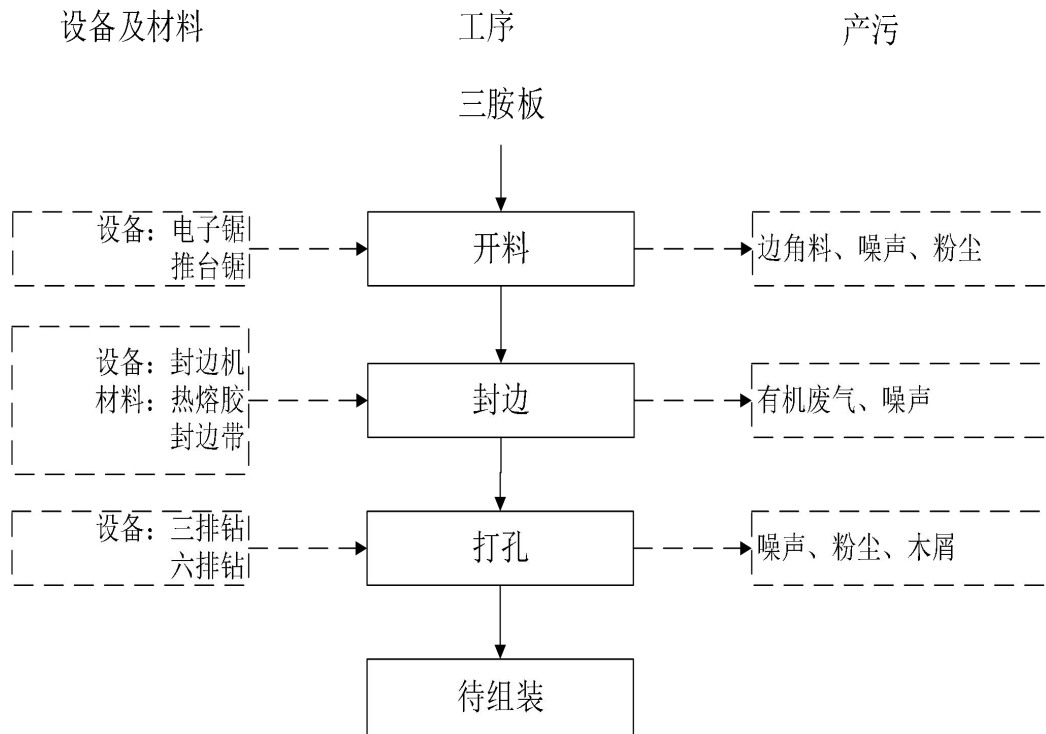 设备及材料
工序
产污
三胺板
设备：电子锯
推台锯
开料
边角料、噪声、粉尘
设备：封边机
材料：热熔胶
封边带
封边
有机废气、噪声
设备：三排钻
六排钻
打孔
噪声、粉尘、木屑
待组装